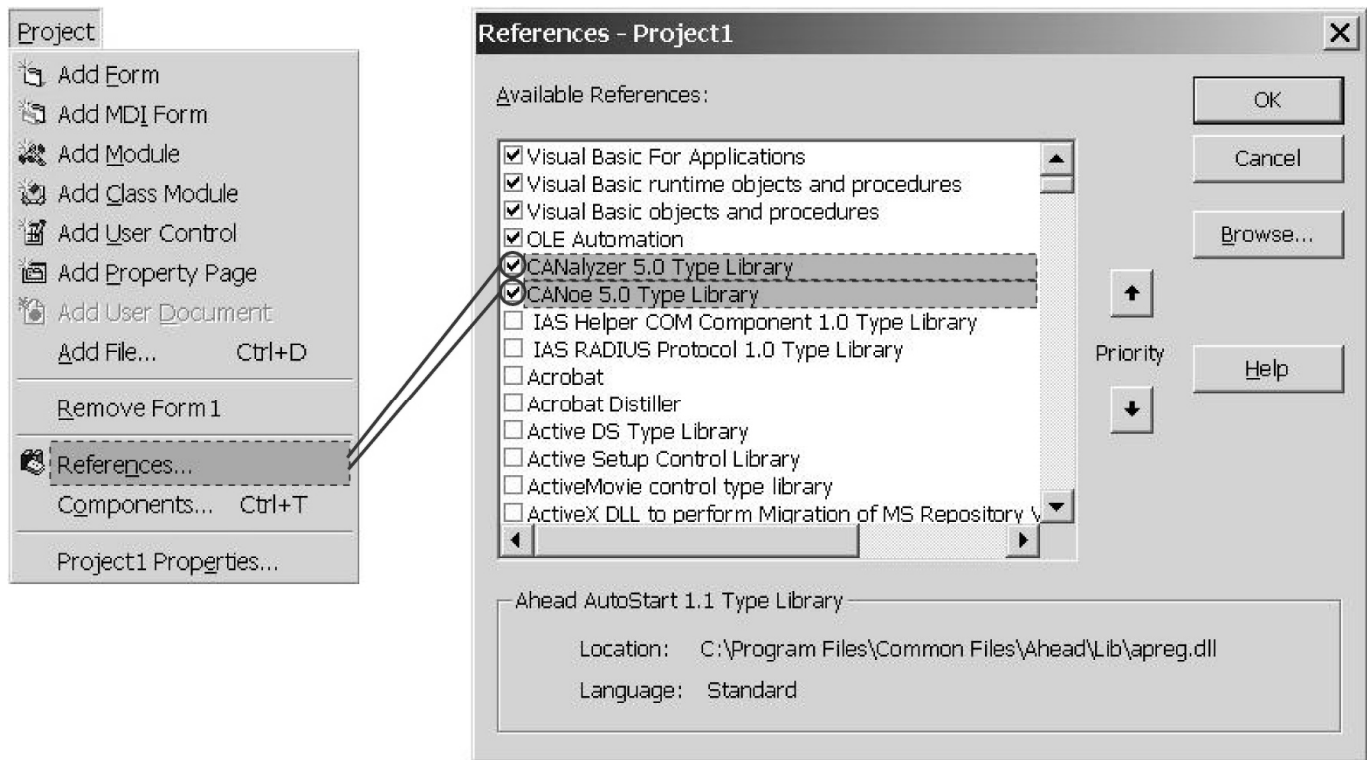 Project
Add Form
Add MDI Form
Add Module
Add Class Module
Add User Control
Add Property Page
Add User Document
Add File... Ctrl+D
Remove Form1
References...
Components... Ctrl+T
Project1 Properties...
References - Project1
Available References:
Visual Basic For Applications
Visual Basic runtime objects and procedures
Visual Basic objects and procedures
OLE Automation
CANalyzer 5.0 Type Library
CANoe 5.0 Type Library
IAS Helper COM Component 1.0 Type Library
IAS RADIUS Protocol 1.0 Type Library
Acrobat
Acrobat Distiller
Active DS Type Library
Active Setup Control Library
ActiveMovie control type library
ActiveX DLL to perform Migration of MS Repository V
OK
Cancel
Browse...
Priority
Help
Ahead AutoStart 1.1 Type Library
Location: C:\Program Files\Common Files\Ahead\Lib\apreg.dll
Language: Standard